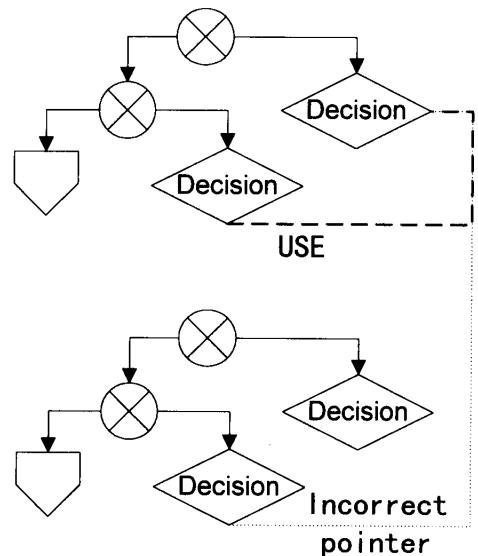 Decision
Decision
USE
Decision
Decision
Incorrect
pointer